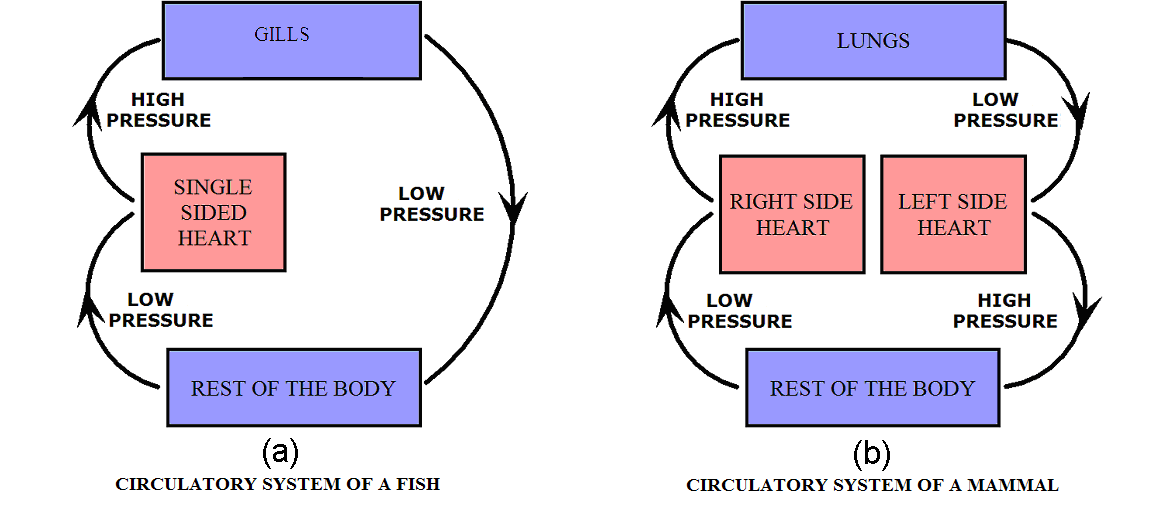 GILLS
HIGH
PRESSURE
SINGLE
SIDED
HEART
LOW
PRESSURE
LOW
PRESSURE
REST OF THE BODY
(a)
CIRCULATORY SYSTEM OF A FISH
LUNGS
HIGH
PRESSURE
LOW
PRESSURE
RIGHT SIDE
HEART
LEFT SIDE
HEART
LOW
PRESSURE
HIGH
PRESSURE
REST OF THE BODY
(b)
CIRCULATORY SYSTEM OF A MAMMAL